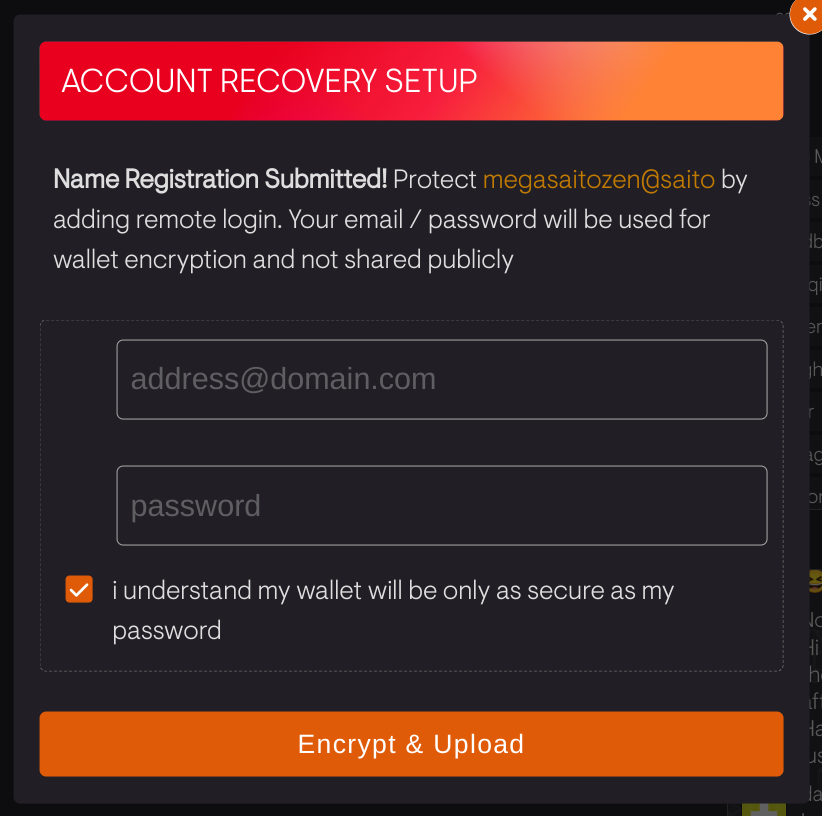 ACCOUNT RECOVERY SETUP
Name Registration Submitted! Protect megasaitozen@saito by
adding remote login. Your email / password will be used for
wallet encryption and not shared publicly
address@domain.com
password
i understand my wallet will be only as secure as my
password
Encrypt & Upload